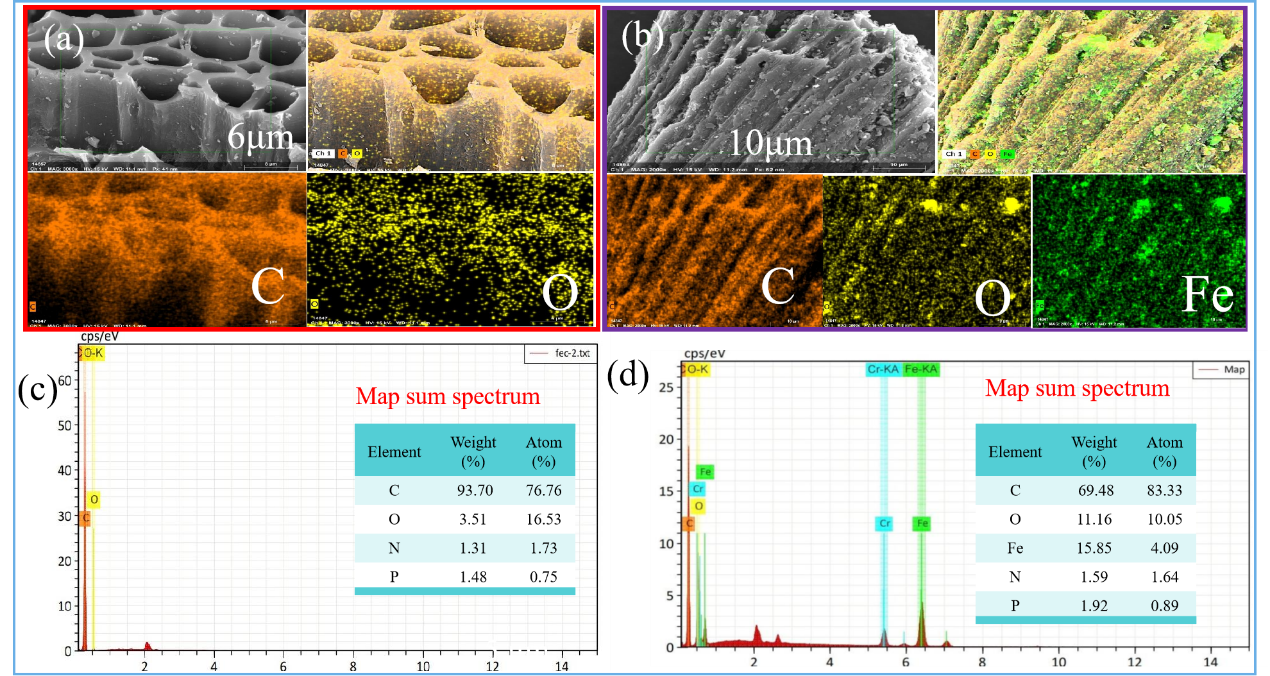 (a)
6μm
Ch 1 C O
C
O
(b)
10μm
Ch 1 C O Fe
C
O
Fe
(c)
cps/eV
O-K
fec-2.txt
60
50
40
30
20
10
0
O
C
2 4 6 8 10 12 14
Map sum spectrum
Element Weight (%) Atom (%)
C 93.70 76.76
O 3.51 16.53
N 1.31 1.73
P 1.48 0.75
(d)
cps/eV
C O-K Cr-KA Fe-KA
Map
25
20
15
10
5
0
Fe
Cr
O
C Cr Fe
2 4 6 8 10 12 14
Map sum spectrum
Element Weight (%) Atom (%)
C 69.48 83.33
O 11.16 10.05
Fe 15.85 4.09
N 1.59 1.64
P 1.92 0.89